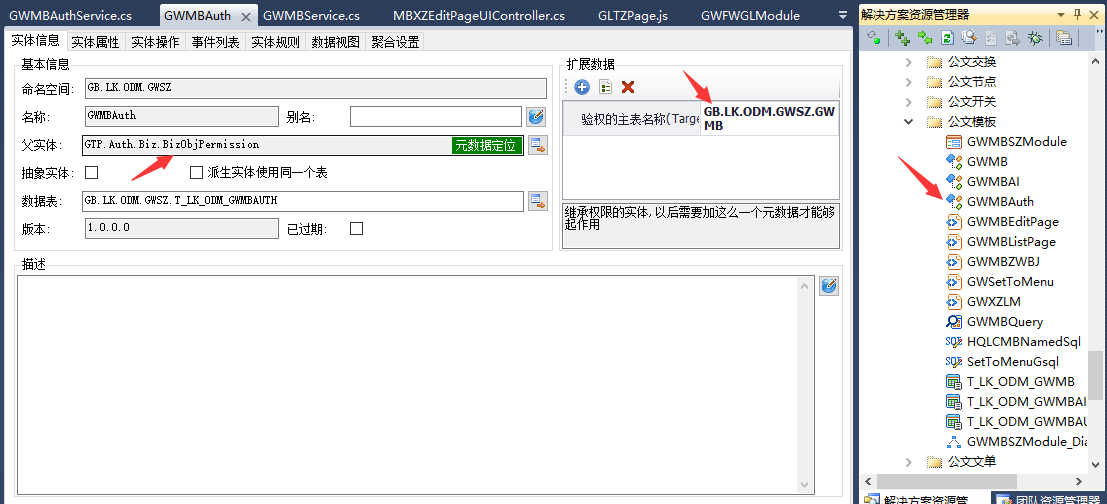 GWMBAuthService.cs GWMBAuth GWMBService.cs MBXZEditPageUIController.cs GLTZPage.js GWFWGLModule
实体信息 实体属性 实体操作 事件列表 实体规则 数据视图 聚合设置
基本信息
命名空间: GB.LK.ODM.GWSZ
名称: GWMBAuth 别名:
父实体: GTP.Auth.Biz.BizObjPermission 元数据定位
抽象实体: 派生实体使用同一个表
数据表: GB.LK.ODM.GWSZ.T_LK_ODM_GWMBAUTH
版本: 1.0.0.0 已过期:
扩展数据
验权的主表名称(Targe
GB.LK.ODM.GWSZ.GW
MB
继承权限的实体,以后需要加这么一个元数据才能够
起作用
描述
解决方案资源管理器
公文交换
公文节点
公文开关
公文模板
GWMBSZModule
GWMB
GWMBAI
GWMBAuth
GWMBEditPage
GWMBListPage
GWMBZWBJ
GWSetToMenu
GWXZLM
GWMBQuery
HQLCMBNamedSql
SetToMenuGsql
T_LK_ODM_GWMB
T_LK_ODM_GWMBAI
T_LK_ODM_GWMBAU
GWMBSZModule_Dia
公文文单
解决方案资源管 团队资源管理器